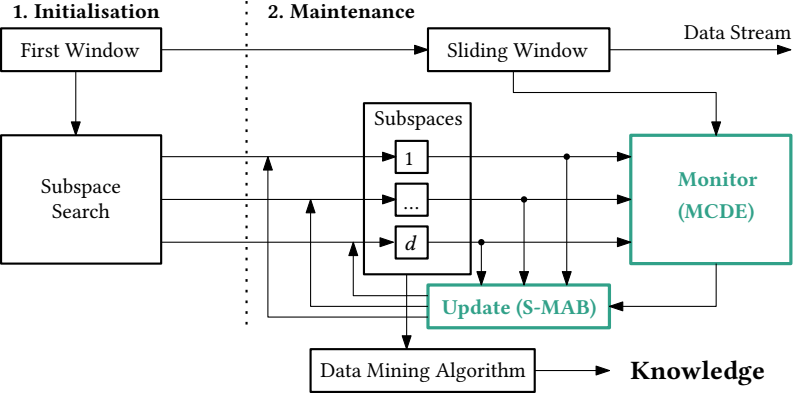 1. Initialisation
2. Maintenance
First Window
Sliding Window
Data Stream
Subspace
Search
Subspaces
1
...
d
Monitor
(MCDE)
Update (S-MAB)
Data Mining Algorithm
Knowledge